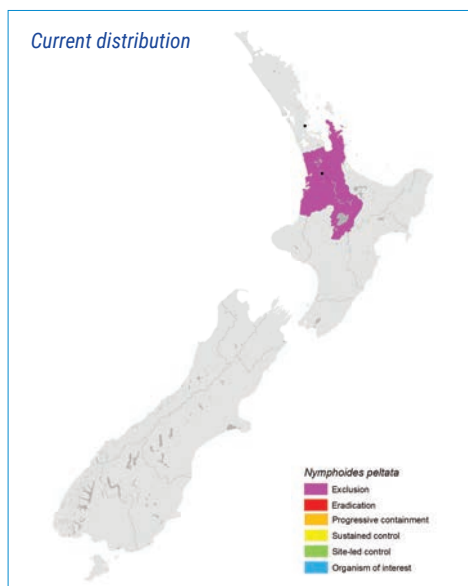 Current distribution
Nymphoides peltata
Exclusion
Eradication
Progressive containment
Sustained control
Site-led control
Organism of interest